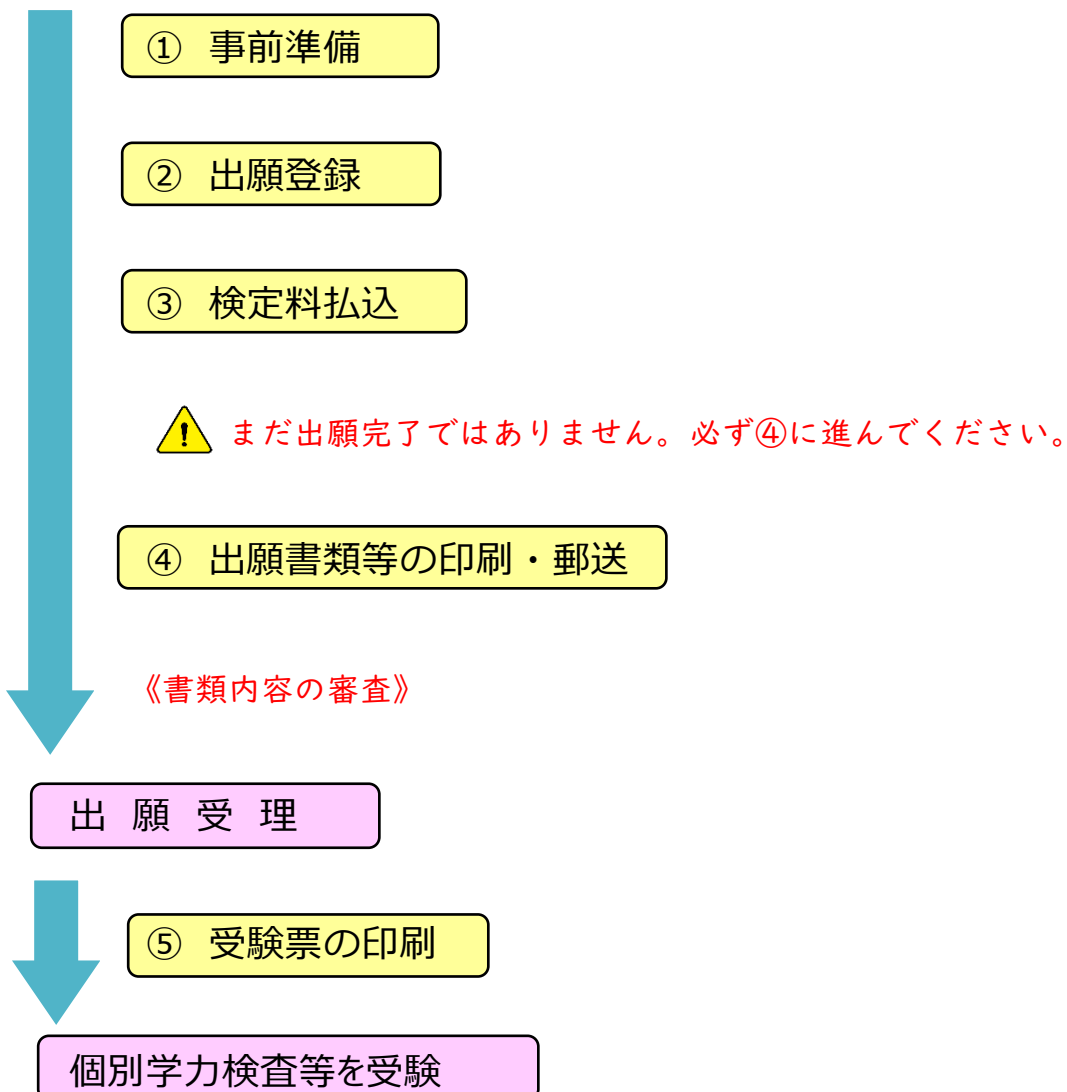 ① 事前準備
② 出願登録
③ 検定料払込
まだ出願完了ではありません。必ず④に進んでください。
④ 出願書類等の印刷・郵送
《書類内容の審査》
出 願 受 理
⑤ 受験票の印刷
個別学力検査等を受験